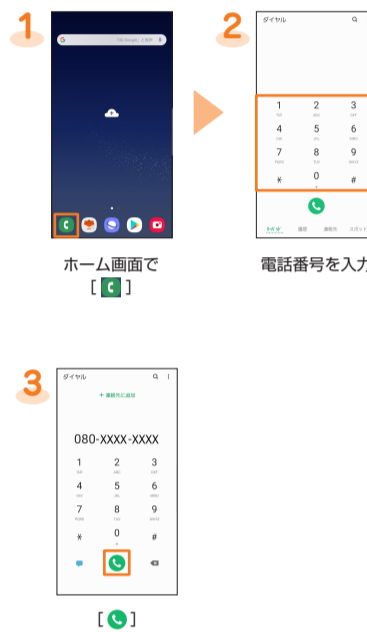 1
ホーム画面で
[ ]
2
ダイヤル
1 2 3
4 5 6
7 8 9
* 0 #
電話番号を入力
3
ダイヤル
+ 連絡先に追加
080-XXXX-XXXX
1 2 3
4 5 6
7 8 9
* 0 #
[ ]